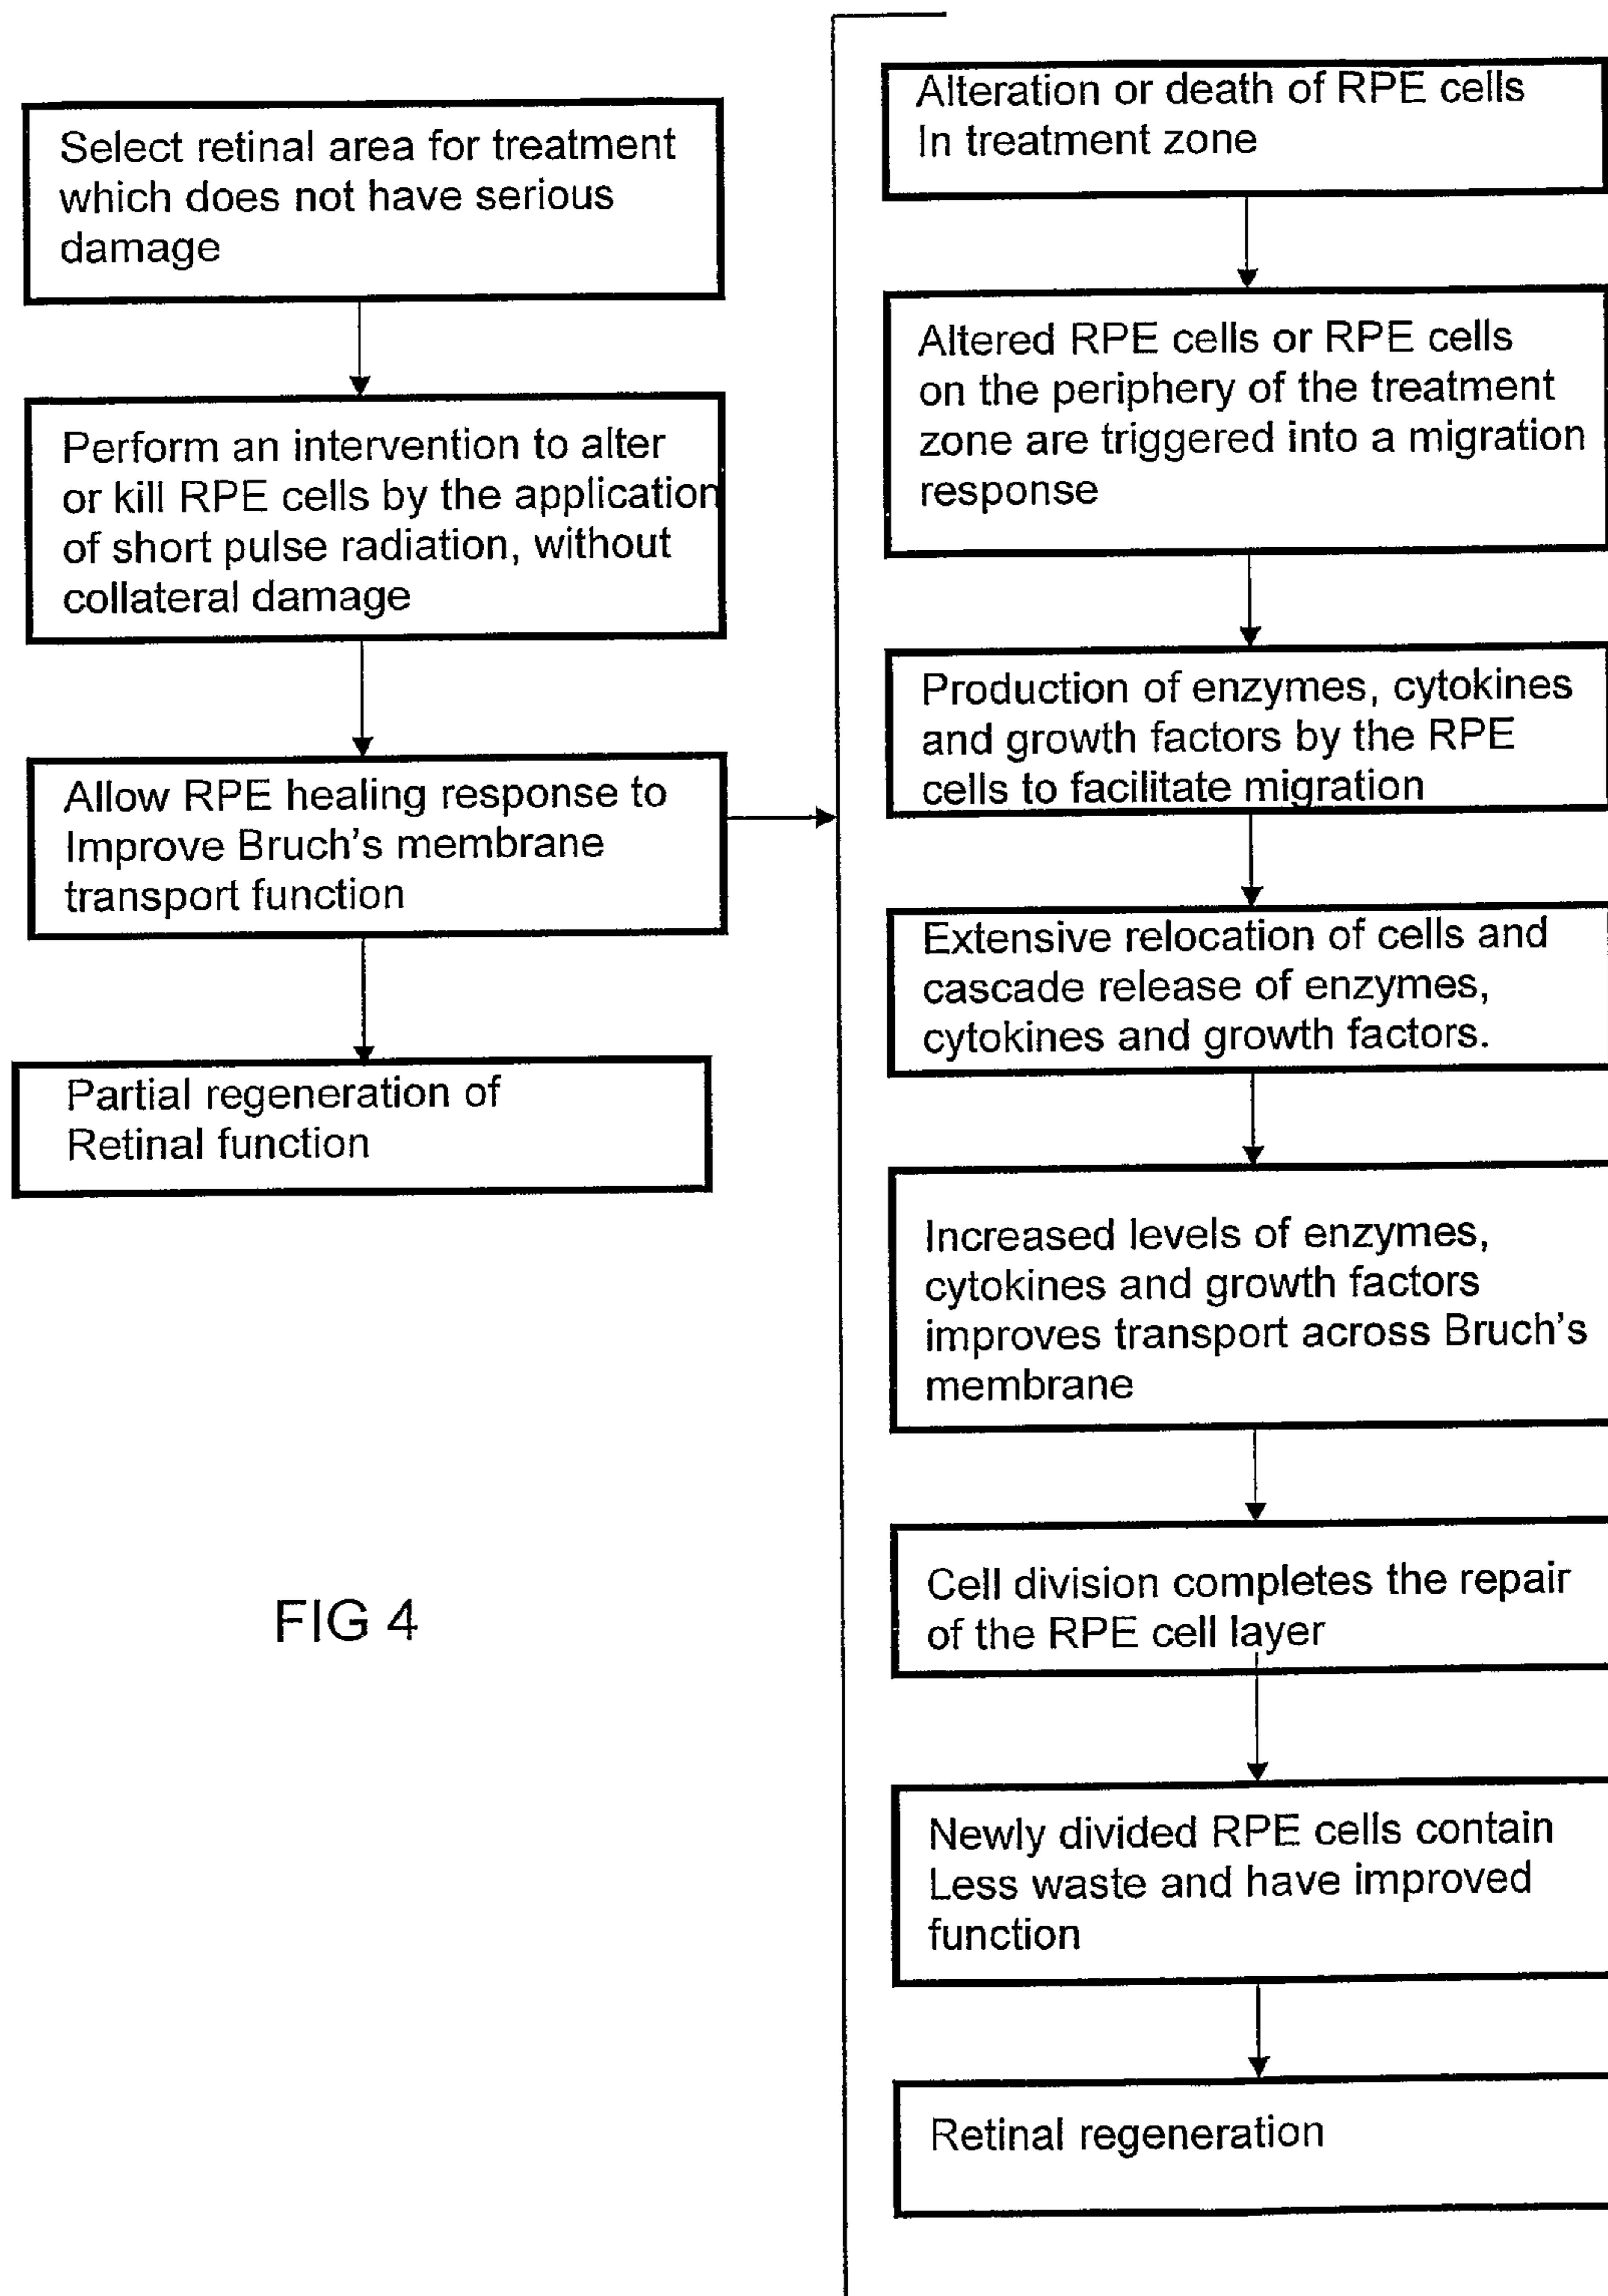 Select retinal area for treatment
which does not have serious
damage
Perform an intervention to alter
or kill RPE cells by the application
of short pulse radiation, without
collateral damage
Allow RPE healing response to
Improve Bruch's membrane
transport function
Partial regeneration of
Retinal function
FIG 4
Alteration or death of RPE cells
In treatment zone
Altered RPE cells or RPE cells
on the periphery of the treatment
zone are triggered into a migration
response
Production of enzymes, cytokines
and growth factors by the RPE
cells to facilitate migration
Extensive relocation of cells and
cascade release of enzymes,
cytokines and growth factors.
Increased levels of enzymes,
cytokines and growth factors
improves transport across Bruch's
membrane
Cell division completes the repair
of the RPE cell layer
Newly divided RPE cells contain
Less waste and have improved
function
Retinal regeneration